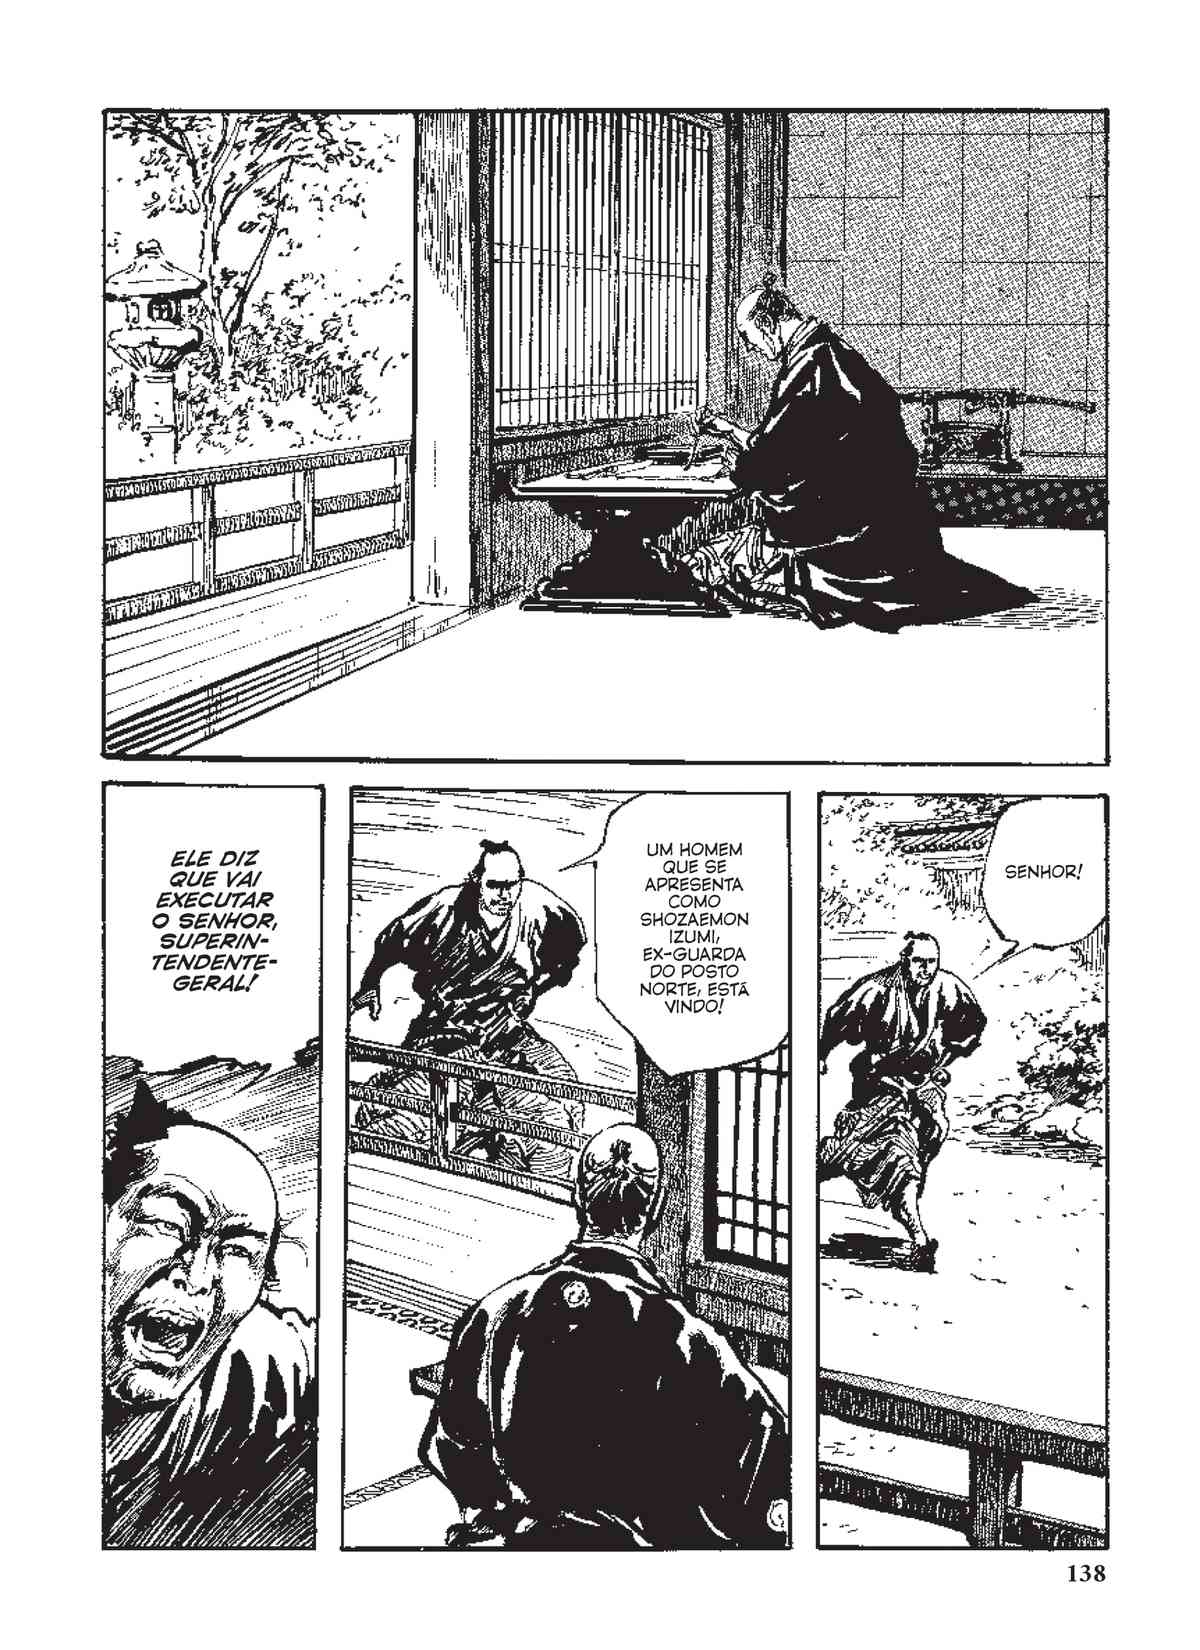 SENHOR!
UM HOMEM
QUE SE
APRESENTA
COMO
SHOZAEMON
IZUMI,
EX-GUARDA
DO POSTO
NORTE, ESTÁ
VINDO!
ELE DIZ
QUE VAI
EXECUTAR
O SENHOR,
SUPERIN-
TENDENTE-
GERAL!
138